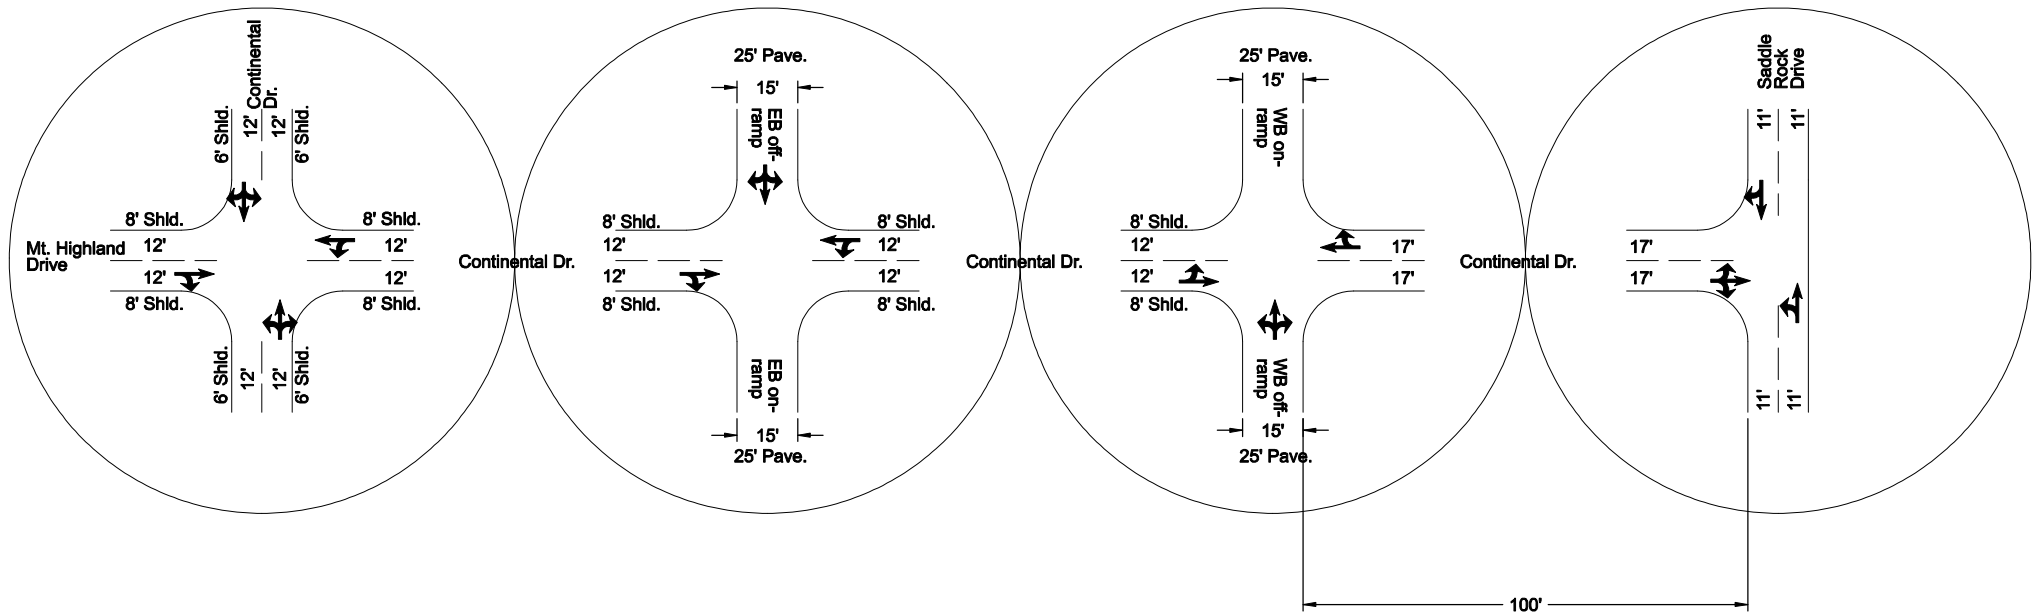 Continental
Dr.
6' Shld.
12'
12'
6' Shld.
8' Shld.
8' Shld.
Mt. Highland
Drive
12'
12'
12'
12'
8' Shld.
8' Shld.
6' Shld.
12'
12'
6' Shld.
Continental Dr.
25' Pave.
15'
EB off-
ramp
8' Shld.
8' Shld.
12'
12'
12'
12'
8' Shld.
8' Shld.
EB on-
ramp
15'
25' Pave.
Continental Dr.
25' Pave.
15'
WB on-
ramp
8' Shld.
12'
17'
12'
17'
8' Shld.
WB off-
ramp
15'
25' Pave.
Continental Dr.
Saddle
Rock
Drive
11'
11'
17'
17'
11'
11'
100'